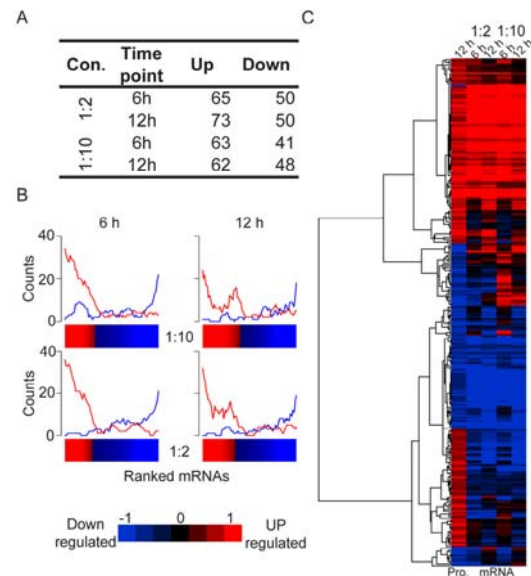 A
Con. Time point Up Down
1:2 6h 65 50
12h 73 50
1:10 6h 63 41
12h 62 48
B
6 h 12 h
40
20
0
Counts
1:10
40
20
0
Counts
1:2
Ranked mRNAs
Down regulated -1 0 1 UP regulated
C
1:2 1:10
12 h 6 h 12 h 6 h 12 h
Pro. mRNA